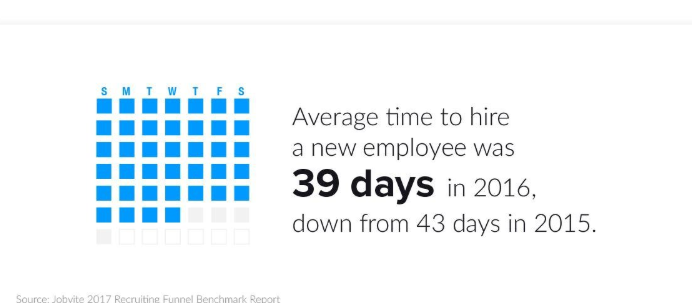 S M T W T F S
Average time to hire
a new employee was
39 days in 2016,
down from 43 days in 2015.
Source: Jobvite 2017 Recruiting Funnel Benchmark Report